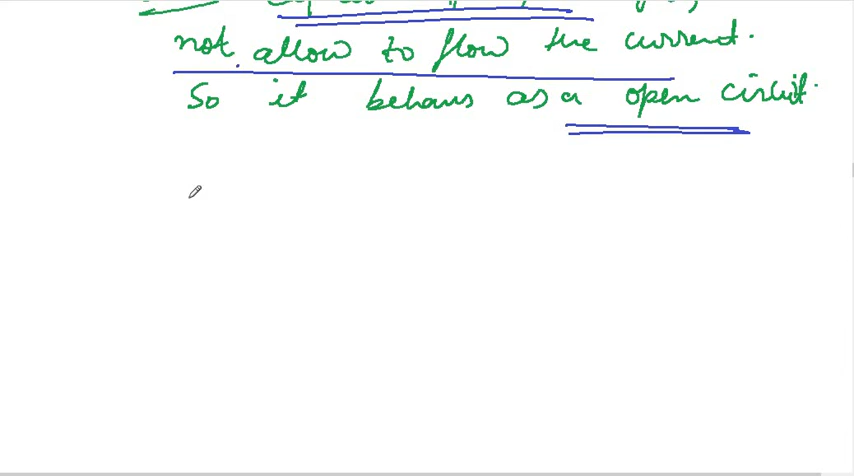 not allow to flow the current.
So it behaves as a open circuit.